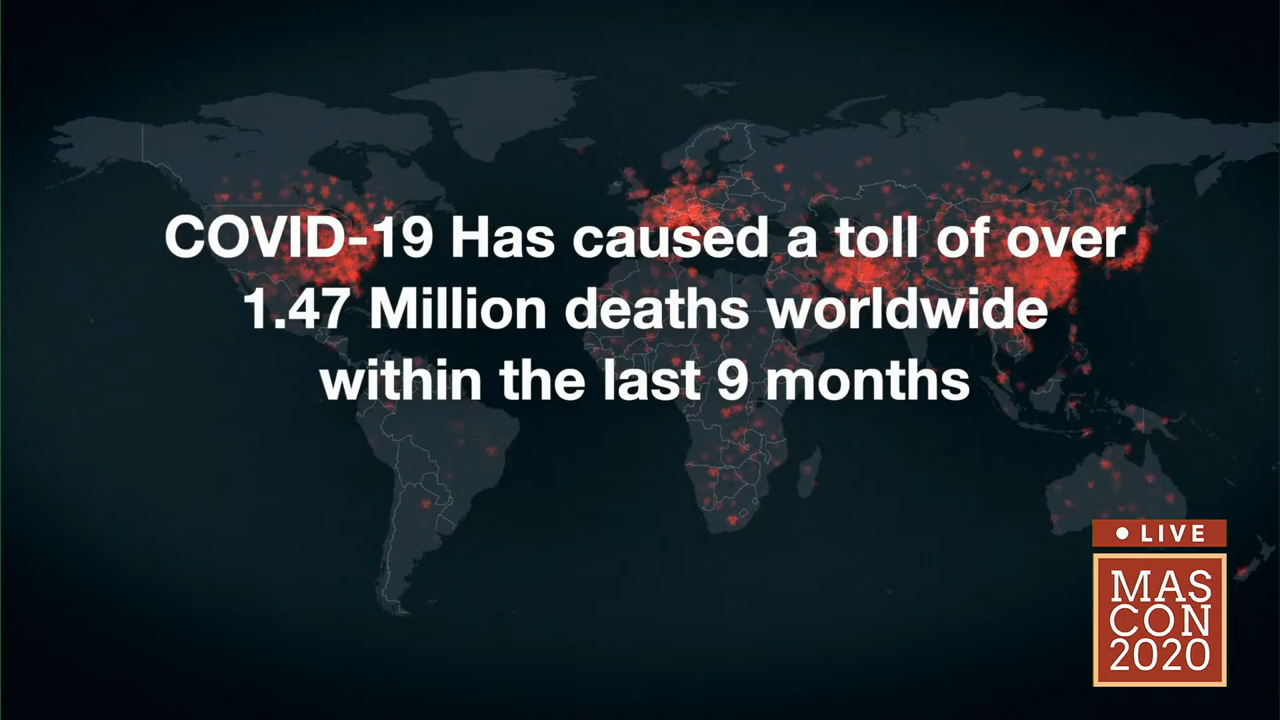 COVID-19 Has caused a toll of over
1.47 Million deaths worldwide
within the last 9 months
LIVE
MAS
CON
2020